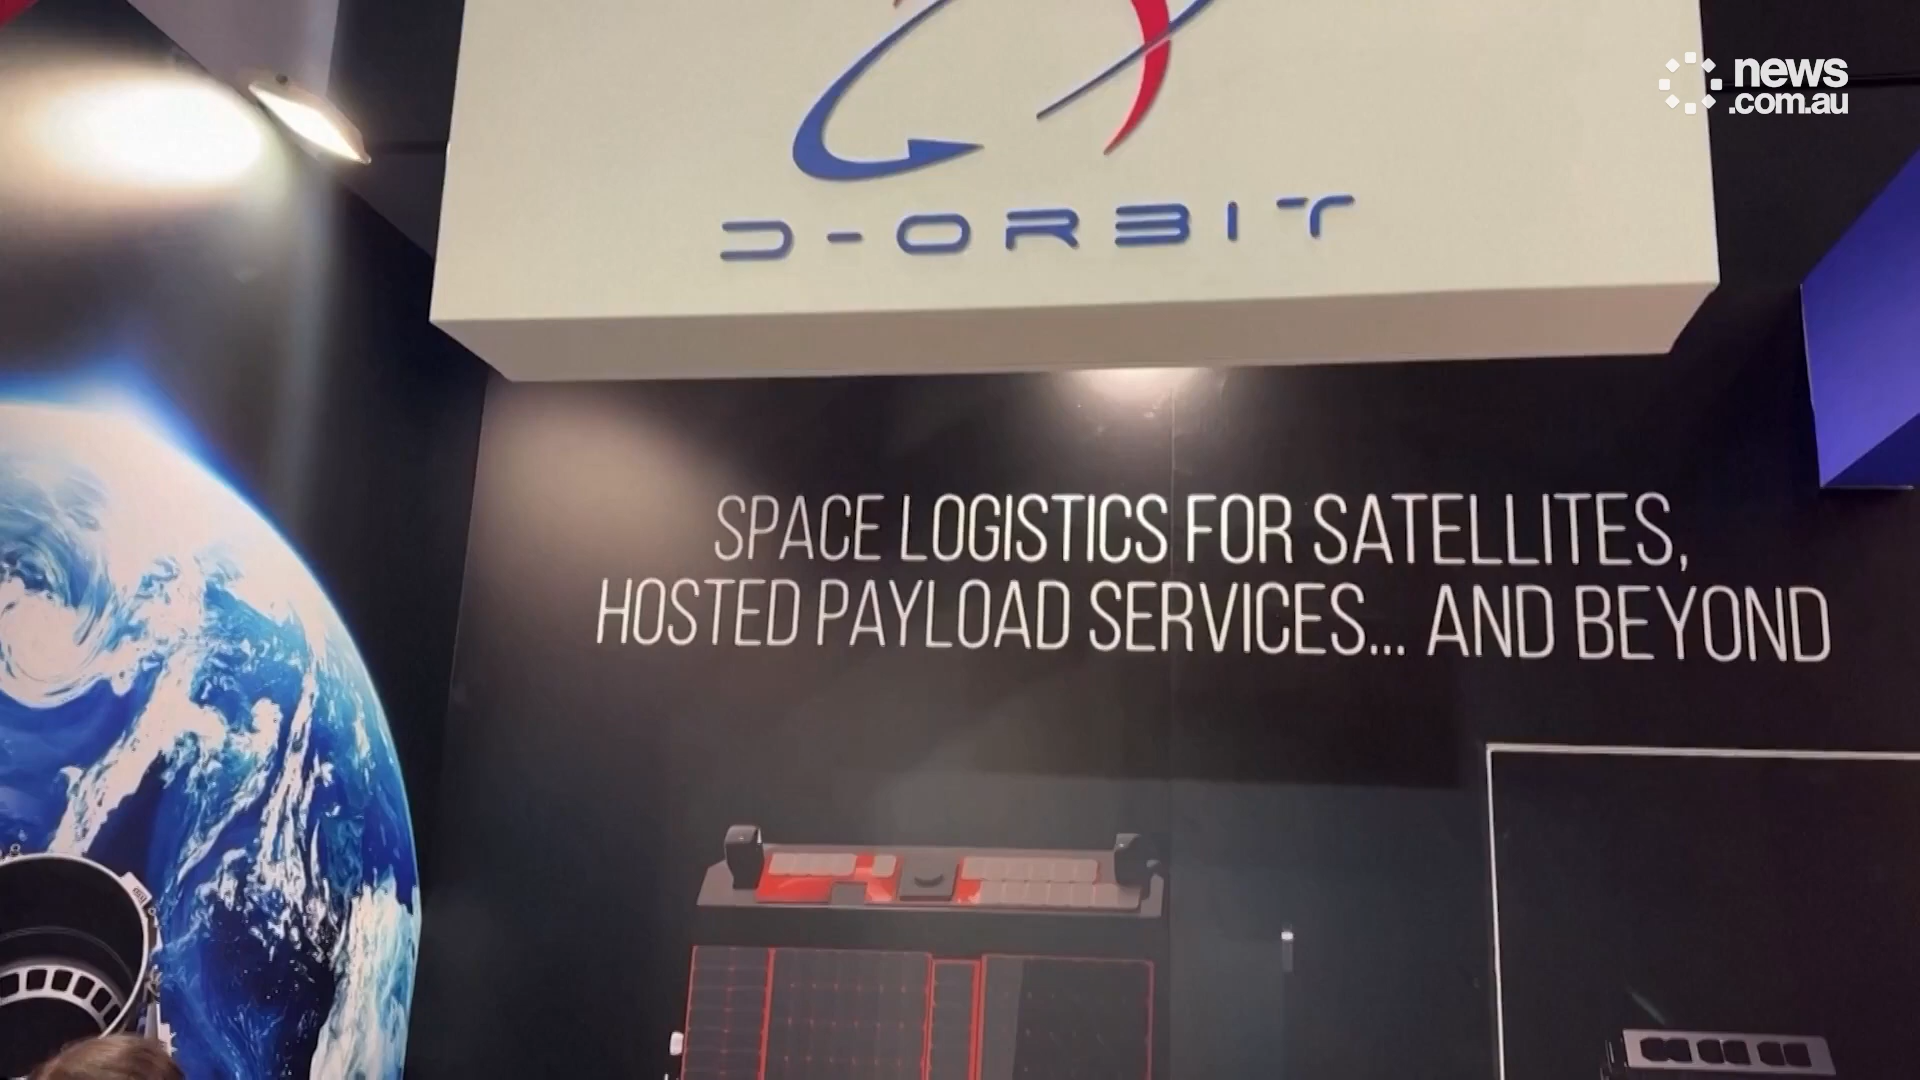 news
.com.au
D-ORBIT
SPACE LOGISTICS FOR SATELLITES,
HOSTED PAYLOAD SERVICES... AND BEYOND